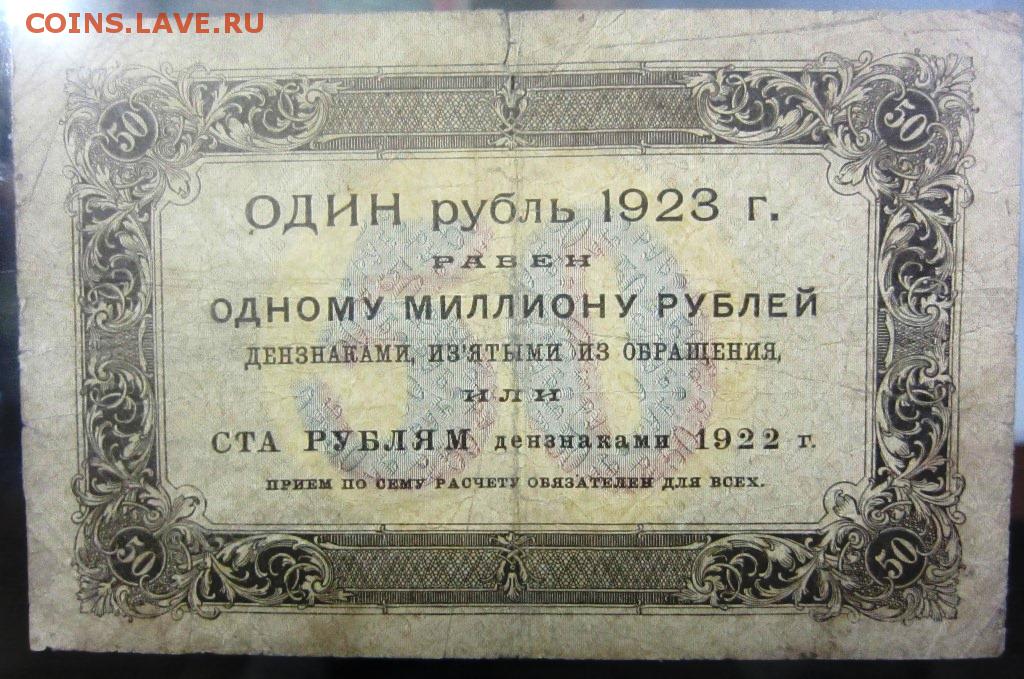 COINS.LAVE.RU
50
50
ОДИН рубль 1923 г.
РАВЕН
ОДНОМУ МИЛЛИОНУ РУБЛЕЙ
ДЕНЗНАКАМИ, ИЗ'ЯТЫМИ ИЗ ОБРАЩЕНИЯ,
ИЛИ
СТА РУБЛЯМ дензнаками 1922 г.
ПРИЕМ ПО СЕМУ РАСЧЕТУ ОБЯЗАТЕЛЕН ДЛЯ ВСЕХ.
50
50
50